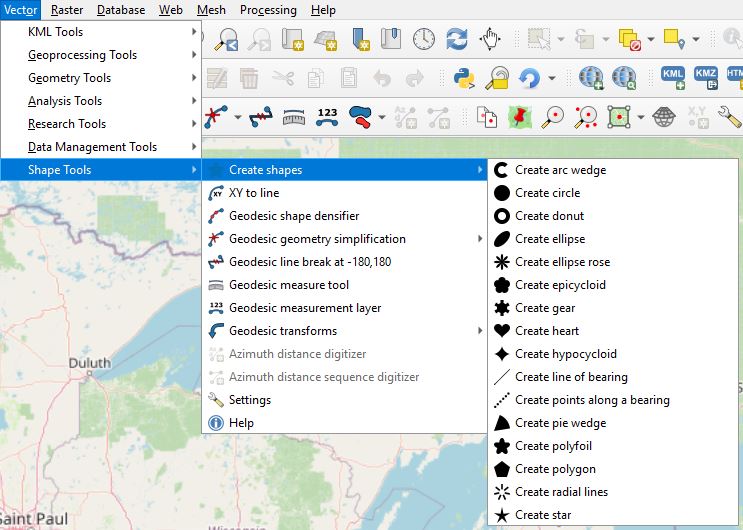 Vector Raster Database Web Mesh Processing Help
KML Tools
Geoprocessing Tools
Geometry Tools
Analysis Tools
Research Tools
Data Management Tools
Shape Tools
KML KMZ HTM
123
X,Y
Create shapes
XY XY to line
Geodesic shape densifier
Geodesic geometry simplification
Geodesic line break at -180,180
Geodesic measure tool
123 Geodesic measurement layer
Geodesic transforms
Azimuth distance digitizer
Azimuth distance sequence digitizer
Settings
Help
Create arc wedge
Create circle
Create donut
Create ellipse
Create ellipse rose
Create epicycloid
Create gear
Create heart
Create hypocycloid
Create line of bearing
Create points along a bearing
Create pie wedge
Create polyfoil
Create polygon
Create radial lines
Create star
Duluth
Saint Paul
Wisconsin